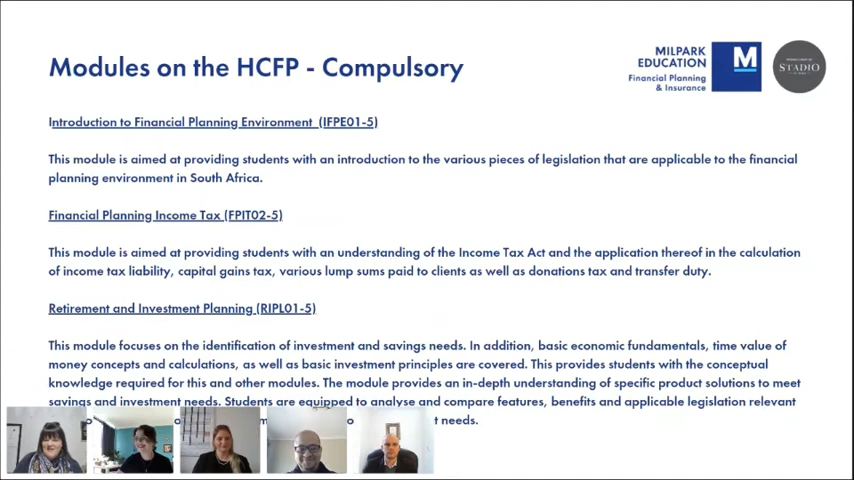 Modules on the HCFP - Compulsory
MILPARK
EDUCATION
Financial Planning
& Insurance
M
STADIO
Introduction to Financial Planning Environment (IFPE01-5)
This module is aimed at providing students with an introduction to the various pieces of legislation that are applicable to the financial
planning environment in South Africa.
Financial Planning Income Tax (FPIT02-5)
This module is aimed at providing students with an understanding of the Income Tax Act and the application thereof in the calculation
of income tax liability, capital gains tax, various lump sums paid to clients as well as donations tax and transfer duty.
Retirement and Investment Planning (RIPL01-5)
This module focuses on the identification of investment and savings needs. In addition, basic economic fundamentals, time value of
money concepts and calculations, as well as basic investment principles are covered. This provides students with the conceptual
knowledge required for this and other modules. The module provides an in-depth understanding of specific product solutions to meet
savings and investment needs. Students are equipped to analyse and compare features, benefits and applicable legislation relevant
needs.